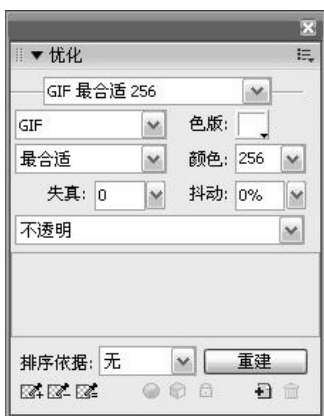 优化
GIF 最合适 256
GIF 色版:
最合适 颜色: 256
失真: 0 抖动: 0%
不透明
排序依据: 无 重建